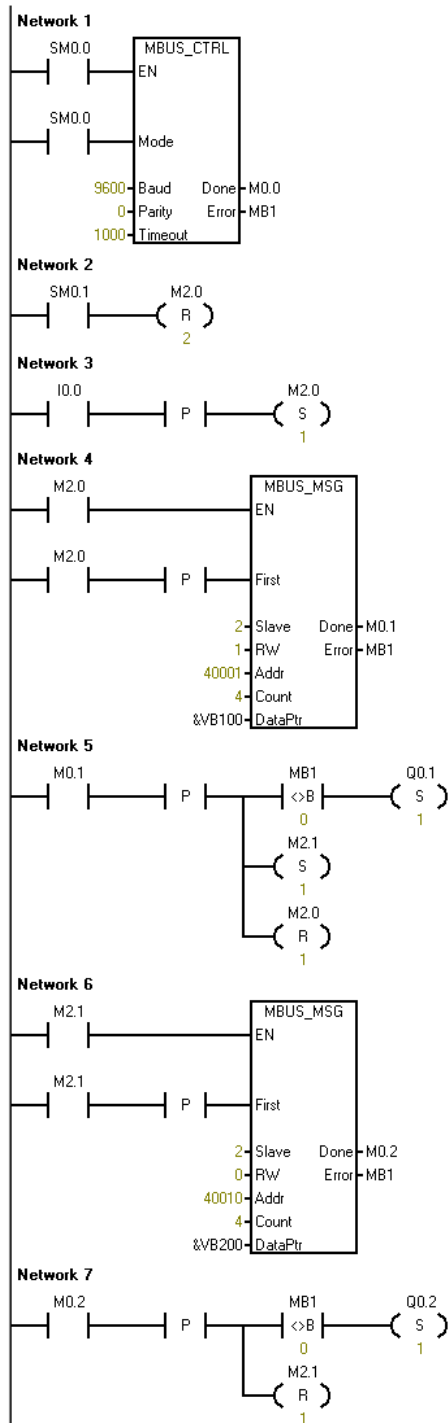 Network 1
SM0.0 MBUS_CTRL
EN
SM0.0
Mode
9600 Baud Done M0.0
0 Parity Error MB1
1000 Timeout
Network 2
SM0.1 M2.0
R
2
Network 3
I0.0 M2.0
P S
1
Network 4
M2.0 MBUS_MSG
EN
M2.0
P First
2 Slave Done M0.1
1 RW Error MB1
40001 Addr
4 Count
&VB100 DataPtr
Network 5
M0.1 MB1 Q0.1
P <>B S
0 1
M2.1
S
1
M2.0
R
1
Network 6
M2.1 MBUS_MSG
EN
M2.1
P First
2 Slave Done M0.2
0 RW Error MB1
40010 Addr
4 Count
&VB200 DataPtr
Network 7
M0.2 MB1 Q0.2
P <>B S
0 1
M2.1
R
1